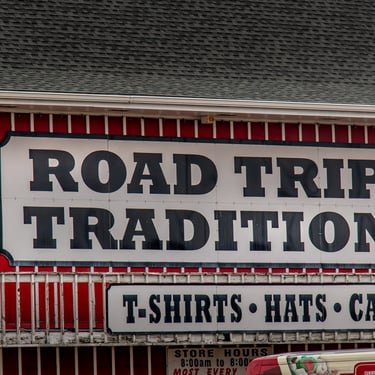 ROAD TRIP
TRADITION
T-SHIRTS • HATS • CA
STORE HOURS
8:00am to 8:00
MOST EVERY